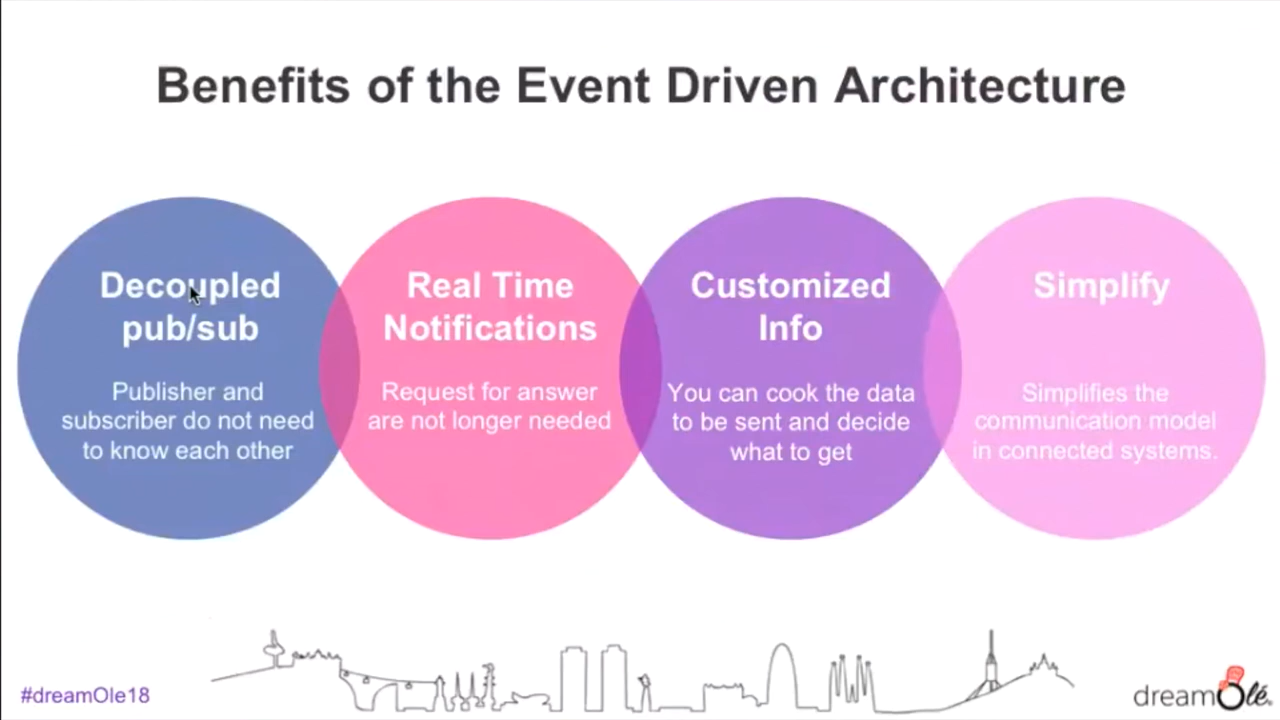 Benefits of the Event Driven Architecture
Decoupled
pub/sub
Publisher and
subscriber do not need
to know each other
Real Time
Notifications
Request for answer
are not longer needed
Customized
Info
You can cook the data
to be sent and decide
what to get
Simplify
Simplifies the
communication model
in connected systems.
#dreamOle18
dreamOlé.